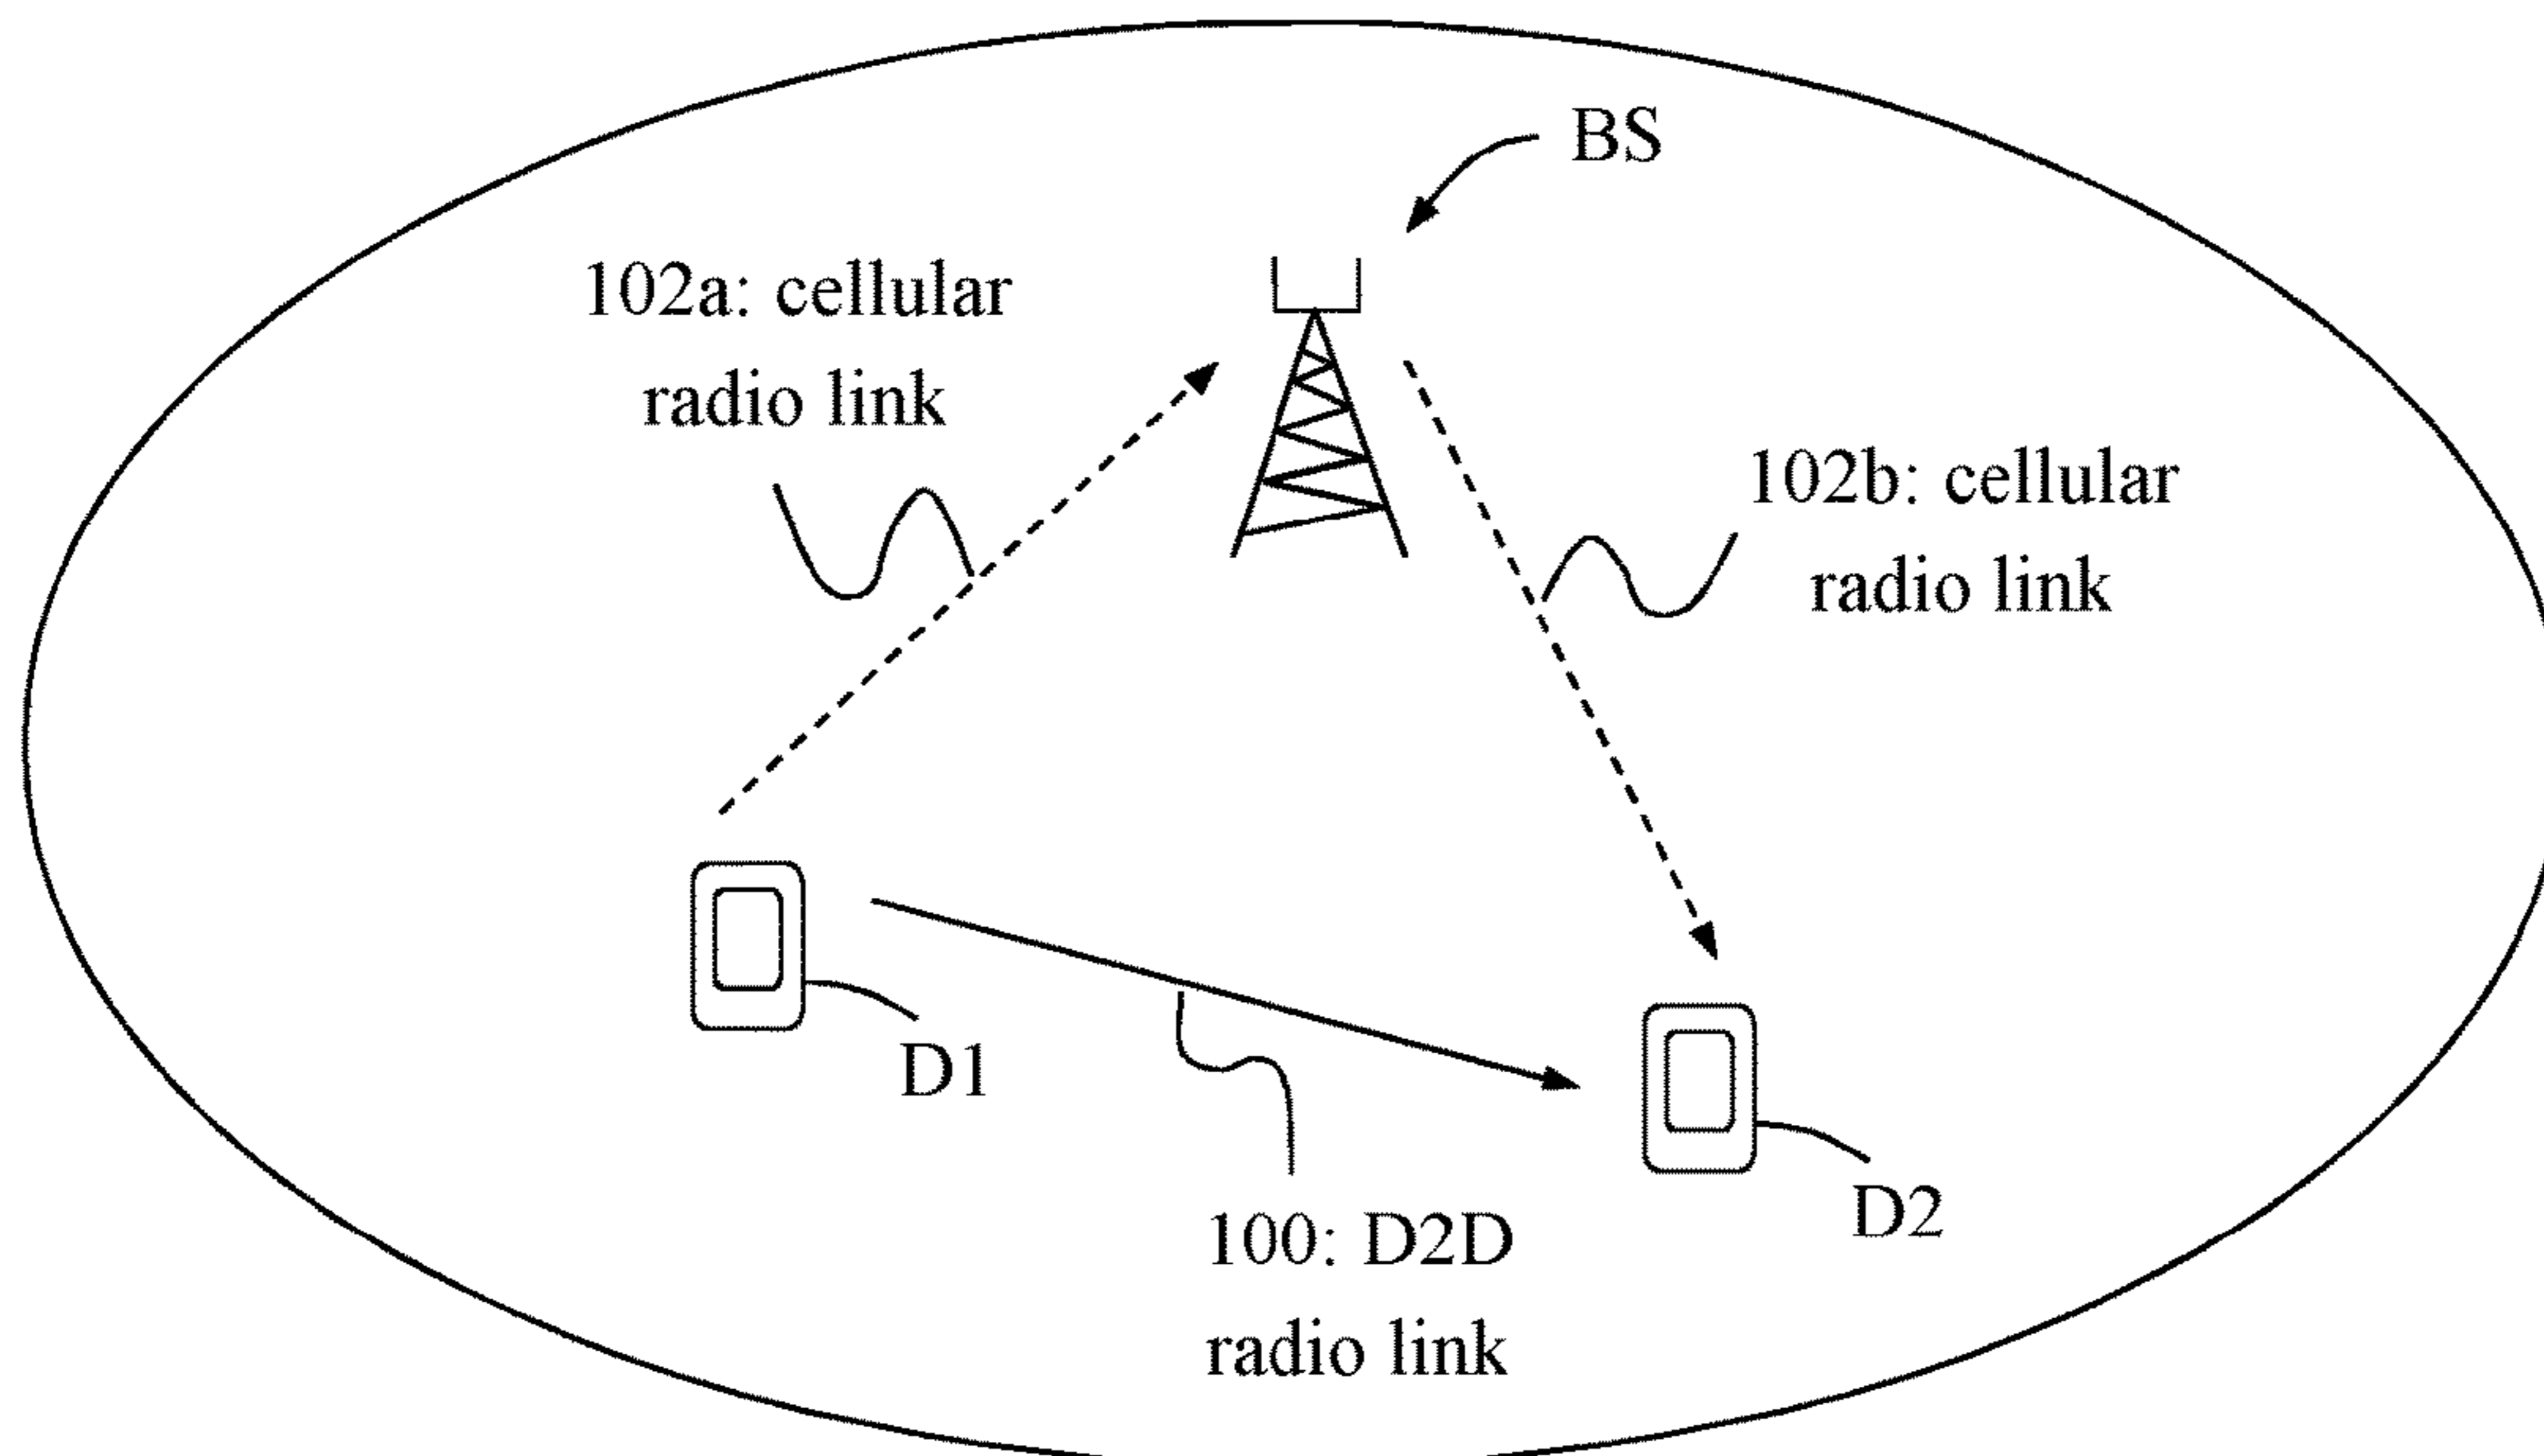 BS
102a: cellular
radio link
102b: cellular
radio link
D1
D2
100: D2D
radio link